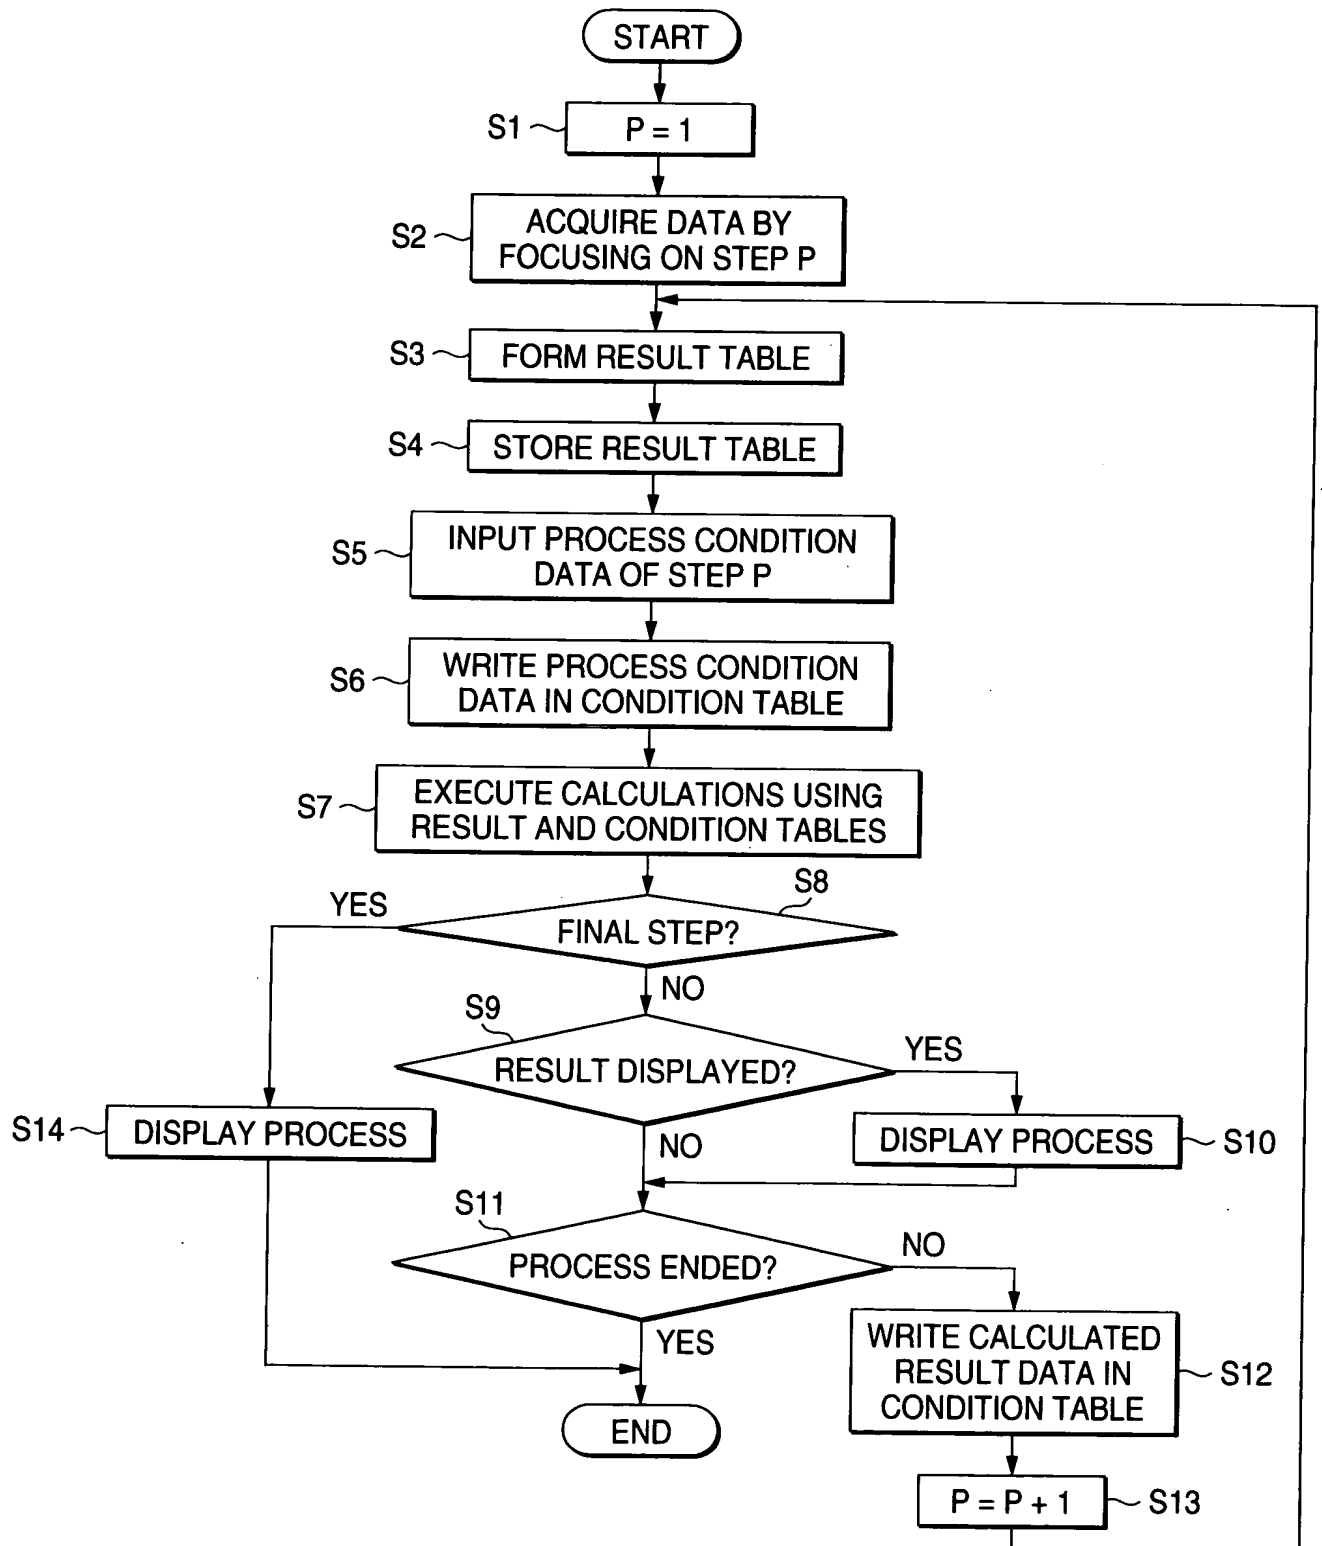 START
S1
P = 1
S2
ACQUIRE DATA BY
FOCUSING ON STEP P
S3
FORM RESULT TABLE
S4
STORE RESULT TABLE
S5
INPUT PROCESS CONDITION
DATA OF STEP P
S6
WRITE PROCESS CONDITION
DATA IN CONDITION TABLE
S7
EXECUTE CALCULATIONS USING
RESULT AND CONDITION TABLES
S8
YES
FINAL STEP?
NO
S9
RESULT DISPLAYED?
YES
S14
DISPLAY PROCESS
NO
DISPLAY PROCESS
S10
S11
PROCESS ENDED?
NO
YES
WRITE CALCULATED
RESULT DATA IN
CONDITION TABLE
S12
END
P = P + 1
S13